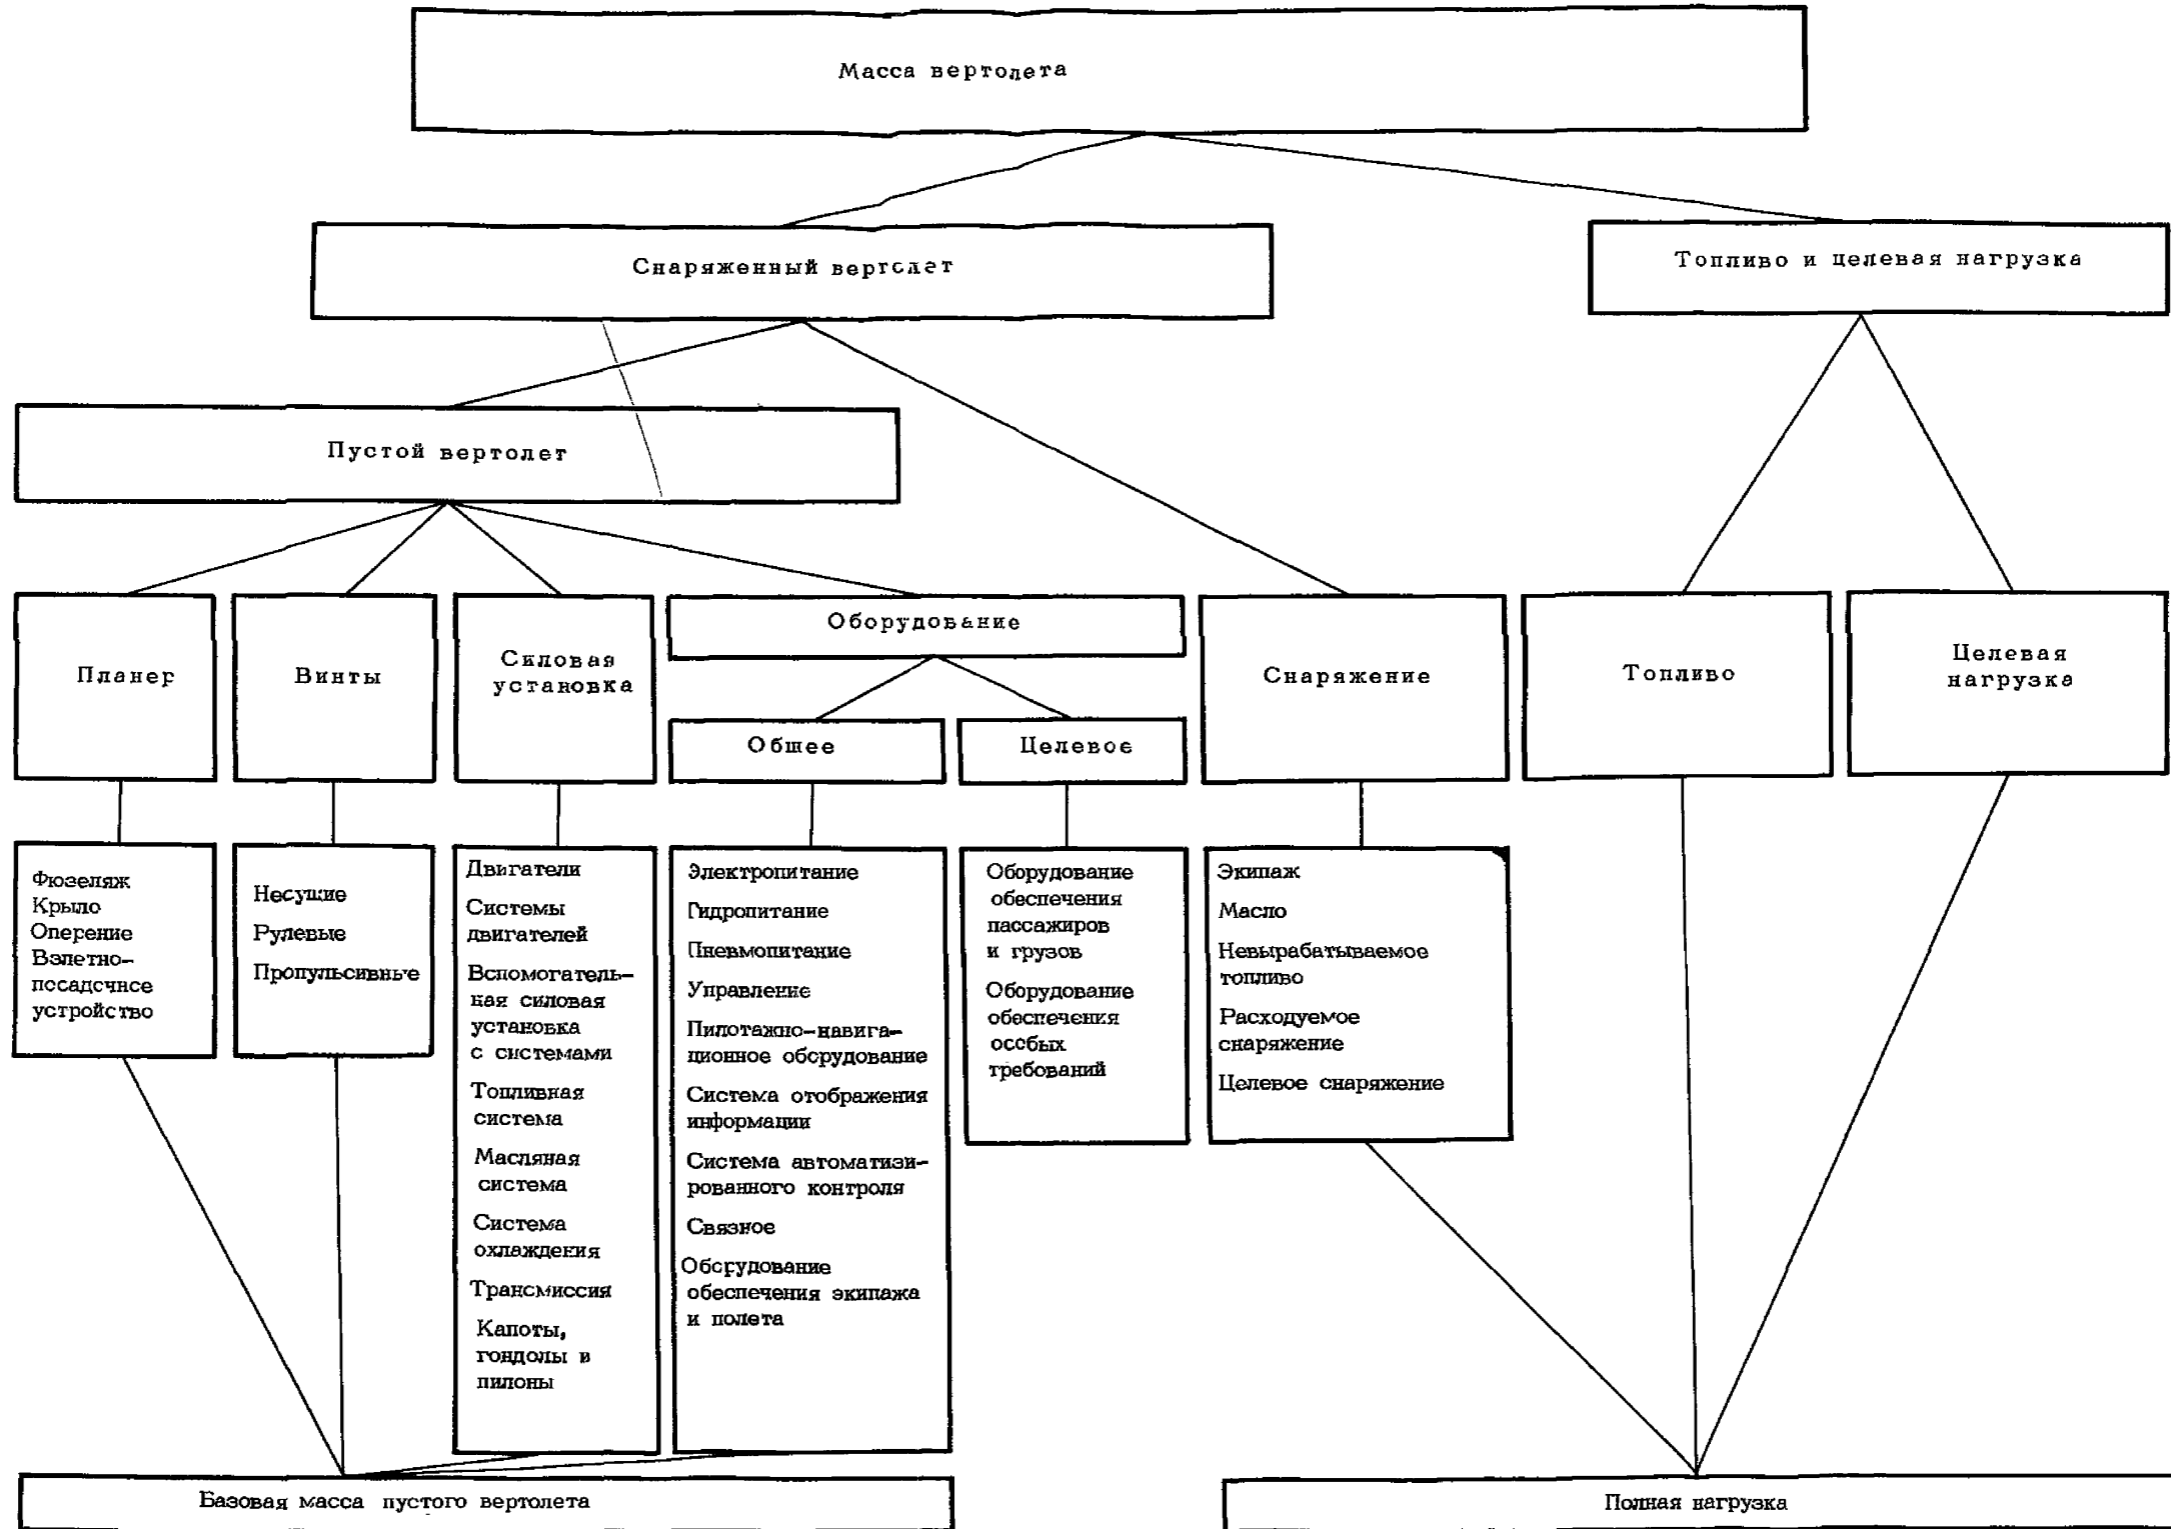 Масса вертолета
Снаряженный вертолет
Топливо и целевая нагрузка
Пустой вертолет
Планер
Винты
Силовая
установка
Оборудование
Общее
Целевое
Снаряжение
Топливо
Целевая
нагрузка
Фюзеляж
Крыло
Оперение
Взлетно-
посадочное
устройство
Несущие
Рулевые
Пропульсивные
Двигатели
Системы
двигателей
Вспомогатель-
ная силовая
установка
с системами
Топливная
система
Масляная
система
Система
охлаждения
Трансмиссия
Капоты,
гондолы и
пилоны
Электропитание
Гидропитание
Пневмопитание
Управление
Пилотажно-навига-
ционное оборудование
Система отображения
информации
Система автоматизи-
рованного контроля
Связное
Оборудование
обеспечения экипажа
и полета
Оборудование
обеспечения
пассажиров
и грузов
Оборудование
обеспечения
особых
требований
Экипаж
Масло
Невырабатываемое
топливо
Расходуемое
снаряжение
Целевое снаряжение
Базовая масса пустого вертолета
Полная нагрузка